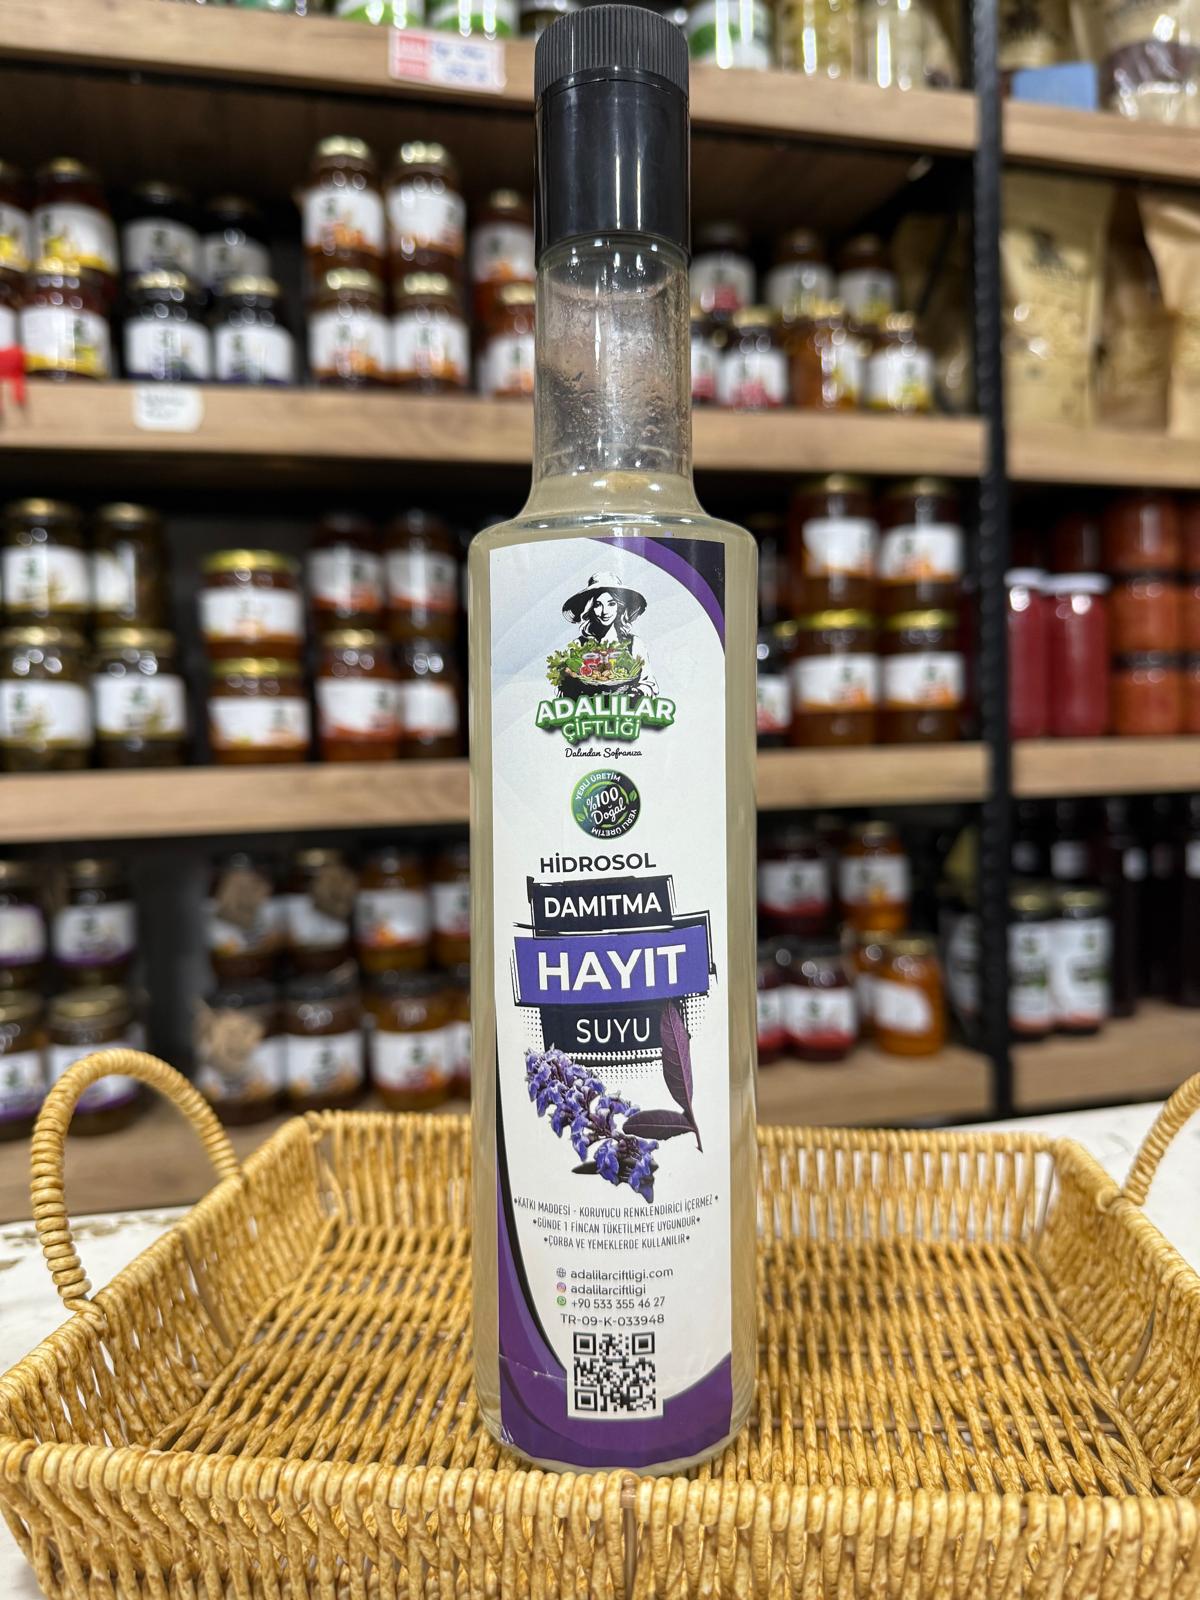 ADALILAR
ÇİFTLİĞİ
Dalından Sofranıza
YERLİ ÜRETİM
%100
Doğal
YERLİ ÜRETİM
HİDROSOL
DAMITMA
HAYIT
SUYU
•KATKI MADDESİ - KORUYUCU RENKLENDİRİCİ İÇERMEZ •
•GÜNDE 1 FİNCAN TÜKETİLMEYE UYGUNDUR•
•ÇORBA VE YEMEKLERDE KULLANILIR•
adalilarciftligi.com
adalilarciftligi
+90 533 355 46 27
TR-09-K-033948